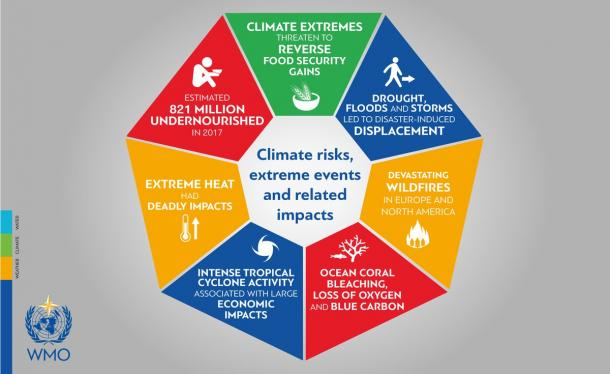 CLIMATE EXTREMES
THREATEN TO
REVERSE
FOOD SECURITY
GAINS
DROUGHT,
FLOODS AND STORMS
LED TO DISASTER-INDUCED
DISPLACEMENT
DEVASTATING
WILDFIRES
IN EUROPE AND
NORTH AMERICA
OCEAN CORAL
BLEACHING,
LOSS OF OXYGEN
AND BLUE CARBON
INTENSE TROPICAL
CYCLONE ACTIVITY
ASSOCIATED WITH LARGE
ECONOMIC
IMPACTS
EXTREME HEAT
HAD
DEADLY IMPACTS
ESTIMATED
821 MILLION
UNDERNOURISHED
IN 2017
Climate risks,
extreme events
and related
impacts
WEATHER CLIMATE WATER
WMO